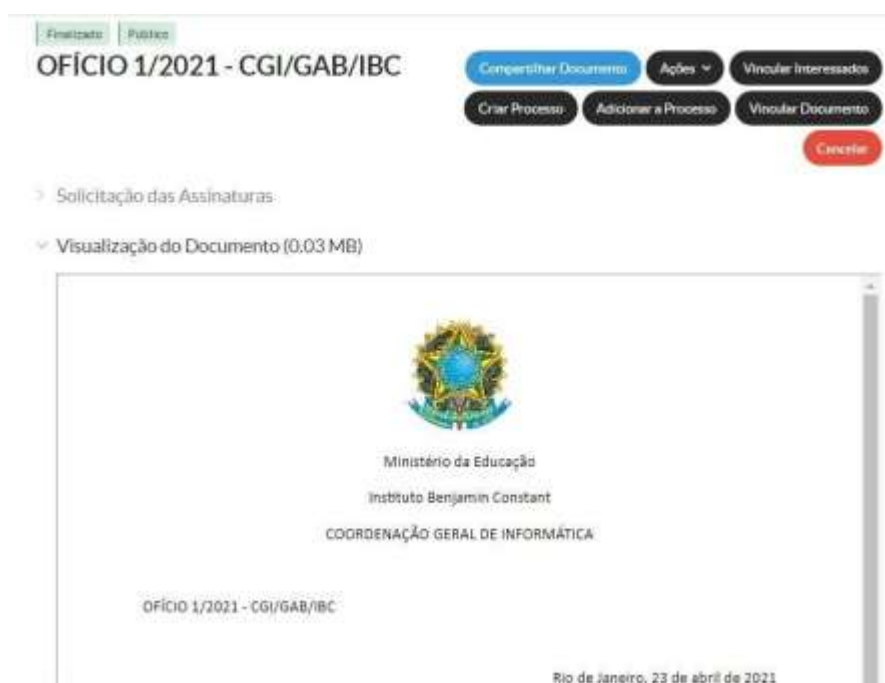 Finalizado Público
OFÍCIO 1/2021 - CGI/GAB/IBC
Compartilhar Documento Ações Vincular Interessados
Criar Processo Adicionar a Processo Vincular Documento
Cancelar
Solicitação das Assinaturas
Visualização do Documento (0.03 MB)
Ministério da Educação
Instituto Benjamin Constant
COORDENAÇÃO GERAL DE INFORMÁTICA
OFÍCIO 1/2021 - CGI/GAB/IBC
Rio de Janeiro, 23 de abril de 2021